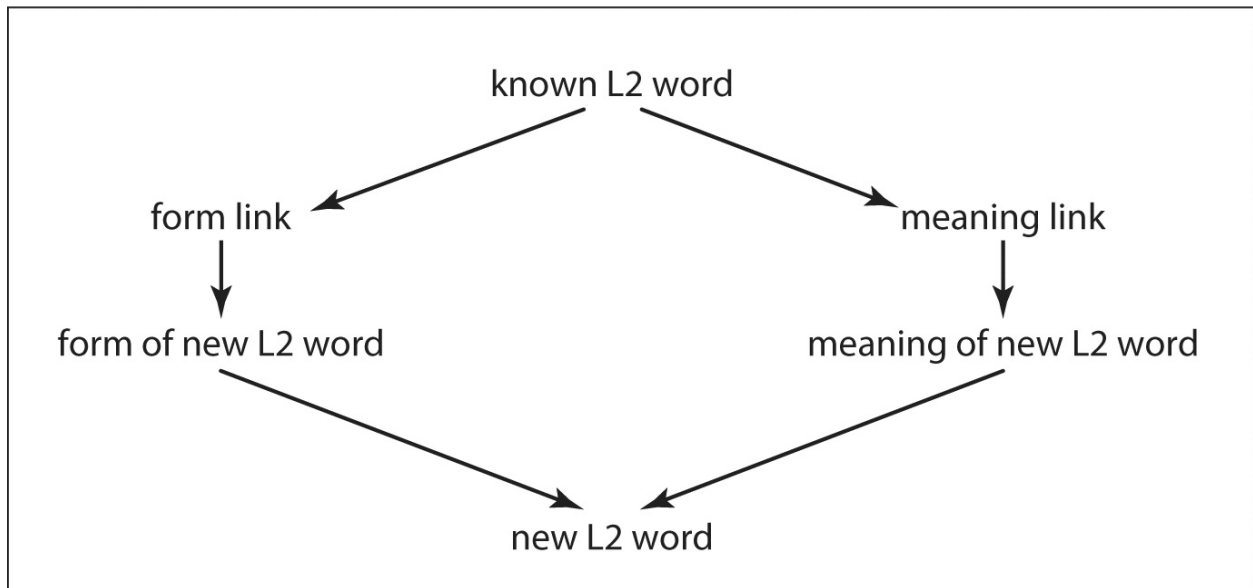 known L2 word
form link
meaning link
form of new L2 word
meaning of new L2 word
new L2 word